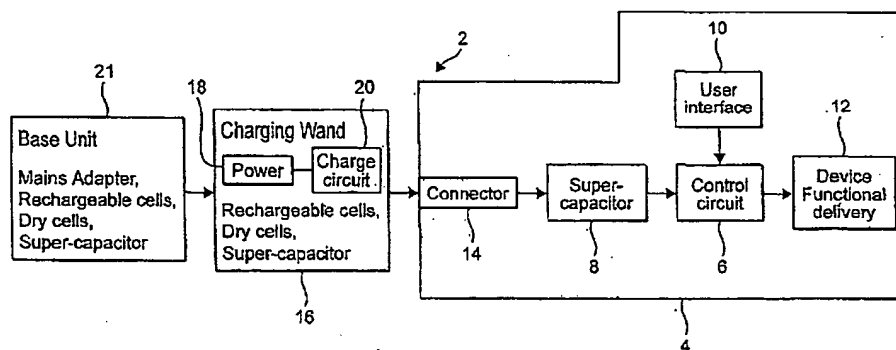 21
Base Unit
Mains Adapter,
Rechargeable cells,
Dry cells,
Super-capacitor
18
20
Charging Wand
Power
Charge
circuit
Rechargeable cells,
Dry cells,
Super-capacitor
16
2
Connector
14
Super-
capacitor
8
10
User
interface
Control
circuit
6
12
Device
Functional
delivery
4